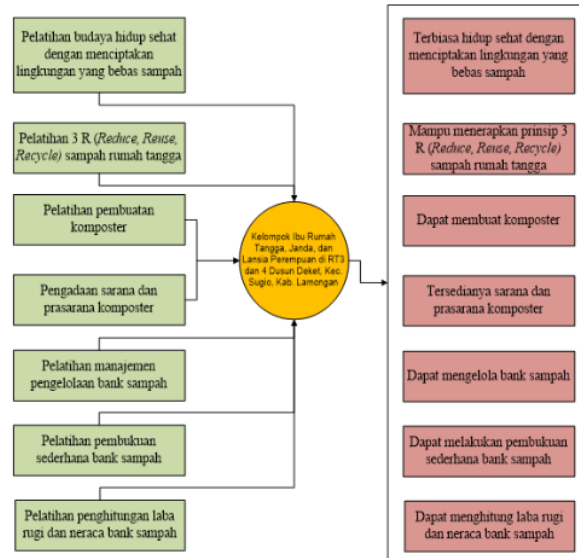 Pelatihan budaya hidup sehat
dengan menciptakan
lingkungan yang bebas sampah
Pelatihan 3 R (Reduce, Reuse,
Recycle) sampah rumah tangga
Pelatihan pembuatan
komposter
Pengadaan sarana dan
prasarana komposter
Pelatihan manajemen
pengelolaan bank sampah
Pelatihan pembukuan
sederhana bank sampah
Pelatihan penghitungan laba
rugi dan neraca bank sampah
Kelompok Ibu Rumah
Tangga, Janda, dan
Lansia Perempuan di RT3
dan 4 Dusun Deket, Kec.
Sugio, Kab. Lamongan
Terbiasa hidup sehat dengan
menciptakan lingkungan yang
bebas sampah
Mampu menerapkan prinsip 3
R (Reduce, Reuse, Recycle)
sampah rumah tangga
Dapat membuat komposter
Tersedianya sarana dan
prasarana komposter
Dapat mengelola bank sampah
Dapat melakukan pembukuan
sederhana bank sampah
Dapat menghitung laba rugi
dan neraca bank sampah